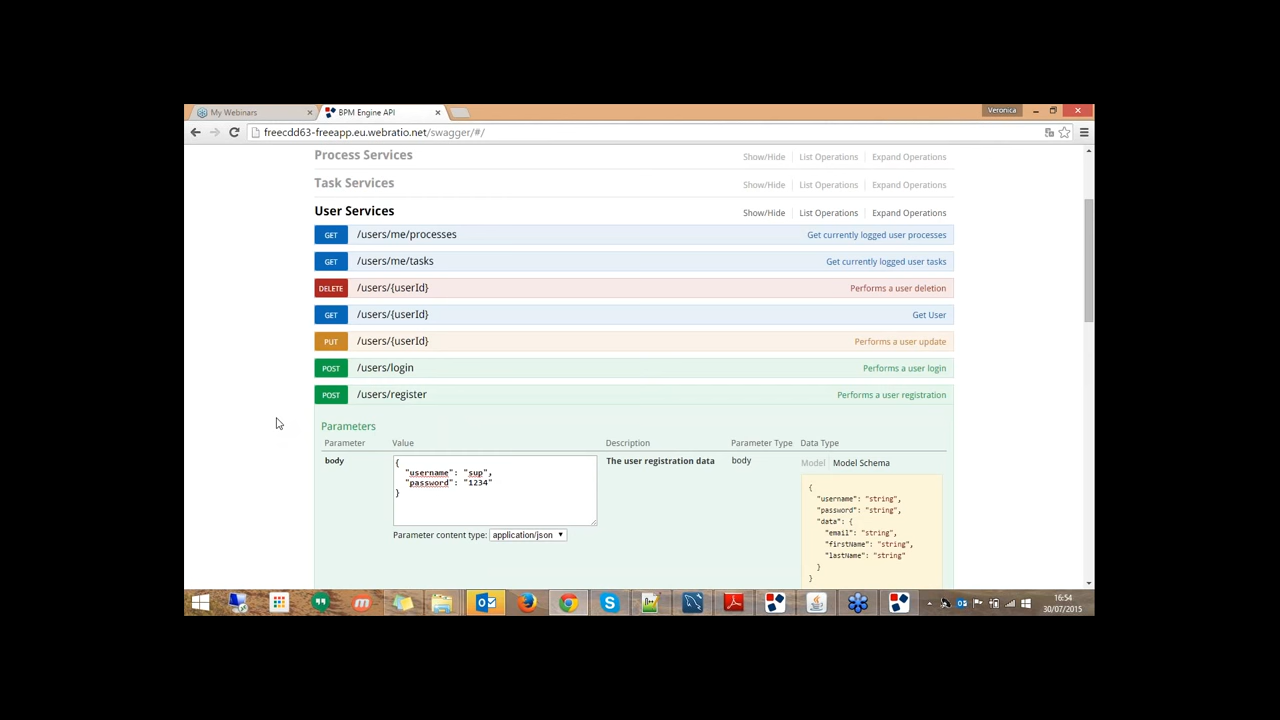 My Webinars
BPM Engine API
Veronica
freecdd63-freeapp.eu.webratio.net/swagger/#/
Process Services Show/Hide List Operations Expand Operations
Task Services Show/Hide List Operations Expand Operations
User Services Show/Hide List Operations Expand Operations
GET /users/me/processes Get currently logged user processes
GET /users/me/tasks Get currently logged user tasks
DELETE /users/{userId} Performs a user deletion
GET /users/{userId} Get User
PUT /users/{userId} Performs a user update
POST /users/login Performs a user login
POST /users/register Performs a user registration
Parameters
Parameter Value Description Parameter Type Data Type
body
{
"username": "sup",
"password": "1234"
}
Parameter content type: application/json
The user registration data
body
Model Model Schema
{
"username": "string",
"password": "string",
"data": {
"email": "string",
"firstName": "string",
"lastName": "string"
}
}
16:54
30/07/2015